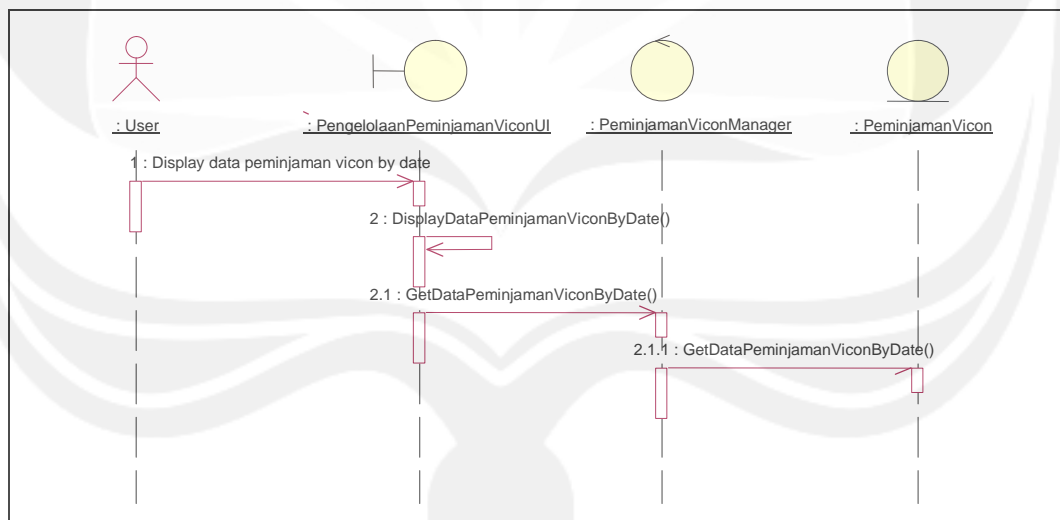 : User
: PengelolaanPeminjamanViconUI
: PeminjamanViconManager
: PeminjamanVicon
1 : Display data peminjaman vicon by date
2 : DisplayDataPeminjamanViconByDate()
2.1 : GetDataPeminjamanViconByDate()
2.1.1 : GetDataPeminjamanViconByDate()